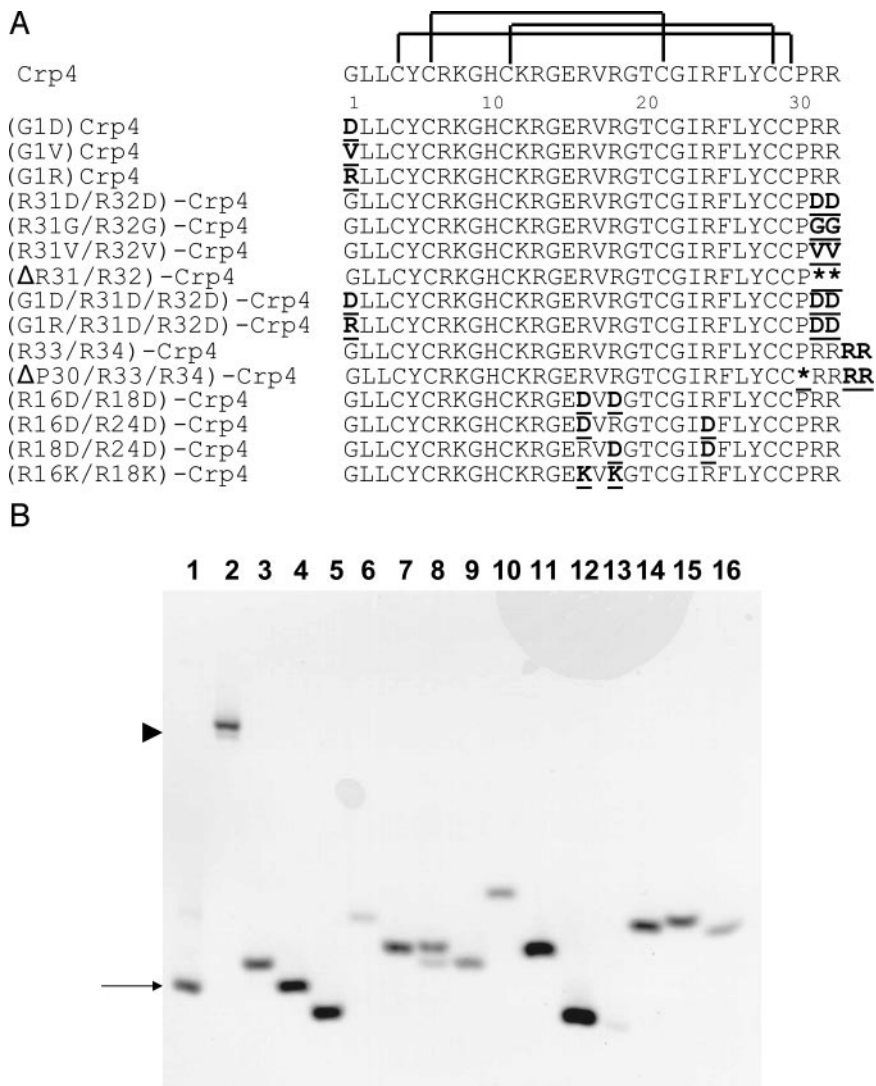 A
Crp4 GLLCYCRKGHCKRGERVRGTCGIRFLYCCPRR
1 10 20 30
(G1D)Crp4 DLLCYCRKGHCKRGERVRGTCGIRFLYCCPRR
(G1V)Crp4 VLLCYCRKGHCKRGERVRGTCGIRFLYCCPRR
(G1R)Crp4 RLLCYCRKGHCKRGERVRGTCGIRFLYCCPRR
(R31D/R32D)-Crp4 GLLCYCRKGHCKRGERVRGTCGIRFLYCCPDD
(R31G/R32G)-Crp4 GLLCYCRKGHCKRGERVRGTCGIRFLYCCPGG
(R31V/R32V)-Crp4 GLLCYCRKGHCKRGERVRGTCGIRFLYCCPVV
(ΔR31/R32)-Crp4 GLLCYCRKGHCKRGERVRGTCGIRFLYCCP**
(G1D/R31D/R32D)-Crp4 DLLCYCRKGHCKRGERVRGTCGIRFLYCCPDD
(G1R/R31D/R32D)-Crp4 RLLCYCRKGHCKRGERVRGTCGIRFLYCCPDD
(R33/R34)-Crp4 GLLCYCRKGHCKRGERVRGTCGIRFLYCCPRRRR
(ΔP30/R33/R34)-Crp4 GLLCYCRKGHCKRGERVRGTCGIRFLYCC*RRRR
(R16D/R18D)-Crp4 GLLCYCRKGHCKRGEDVDGTCGIRFLYCCPRR
(R16D/R24D)-Crp4 GLLCYCRKGHCKRGEDVRGTCGIDFLYCCPRR
(R18D/R24D)-Crp4 GLLCYCRKGHCKRGERVDGTCGIDFLYCCPRR
(R16K/R18K)-Crp4 GLLCYCRKGHCKRGEKVKGTCGIRFLYCCPRR
B
1 2 3 4 5 6 7 8 9 10 11 12 13 14 15 16